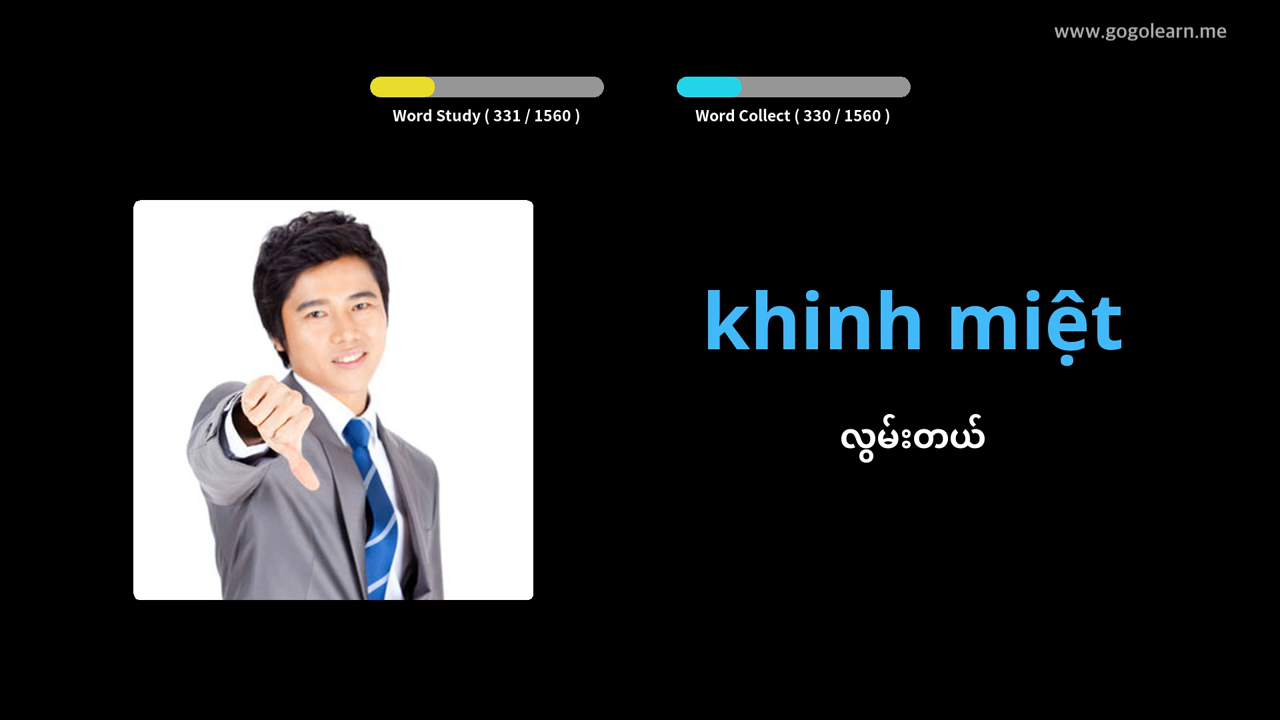 www.gogolearn.me
Word Study ( 331 / 1560 )
Word Collect ( 330 / 1560 )
khinh miệt
လွမ်းတယ်